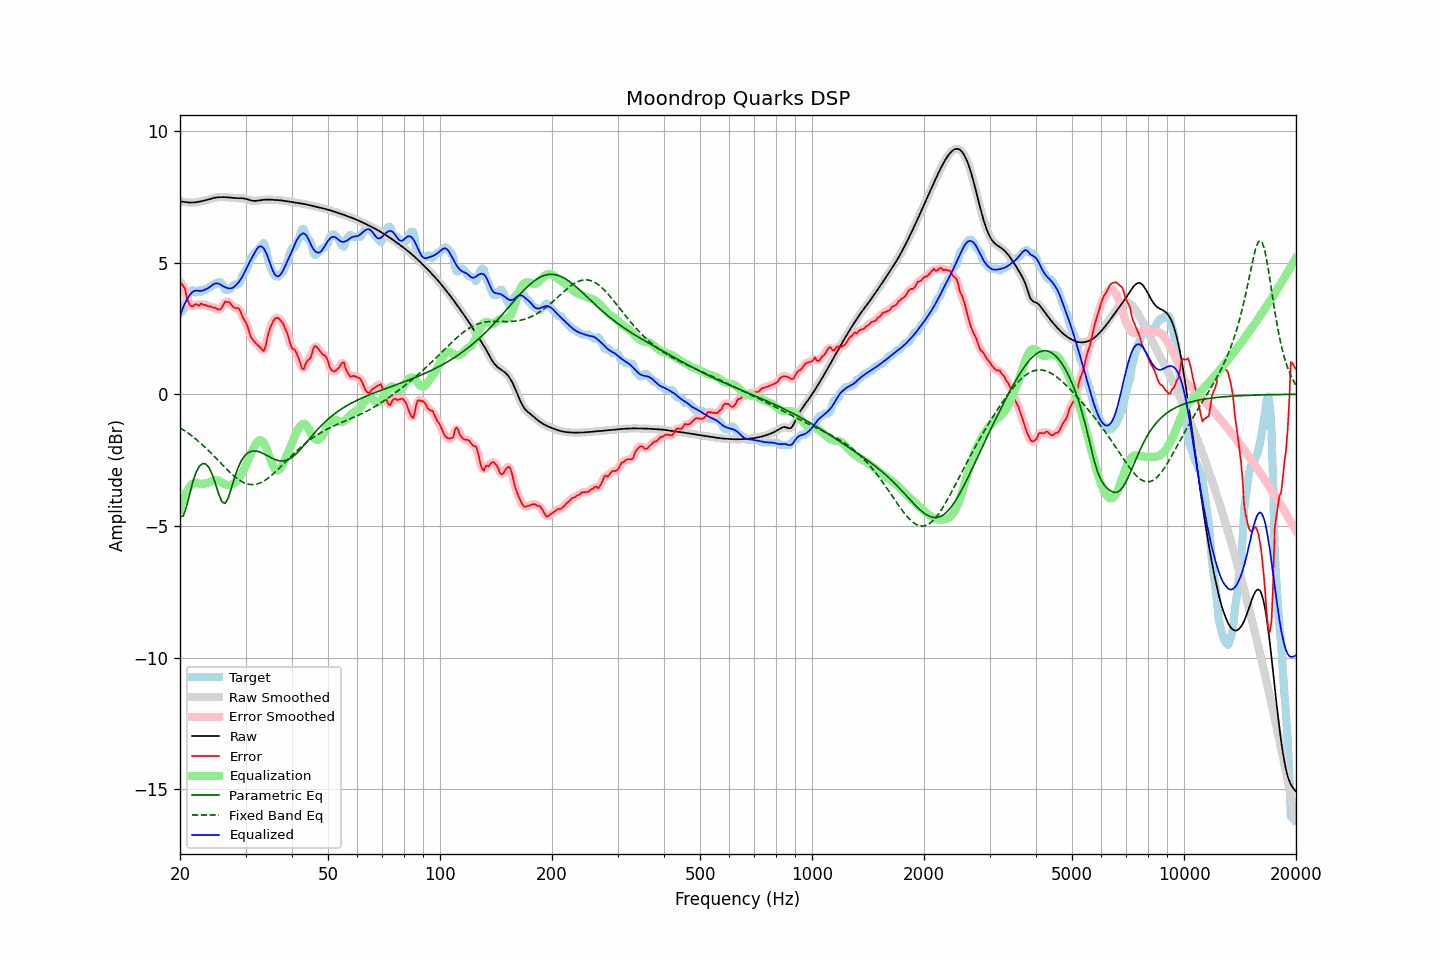 Moondrop Quarks DSP
Amplitude (dBr)
10
5
0
−5
−10
−15
Target
Raw Smoothed
Error Smoothed
Raw
Error
Equalization
Parametric Eq
Fixed Band Eq
Equalized
20 50 100 200 500 1000 2000 5000 10000 20000
Frequency (Hz)